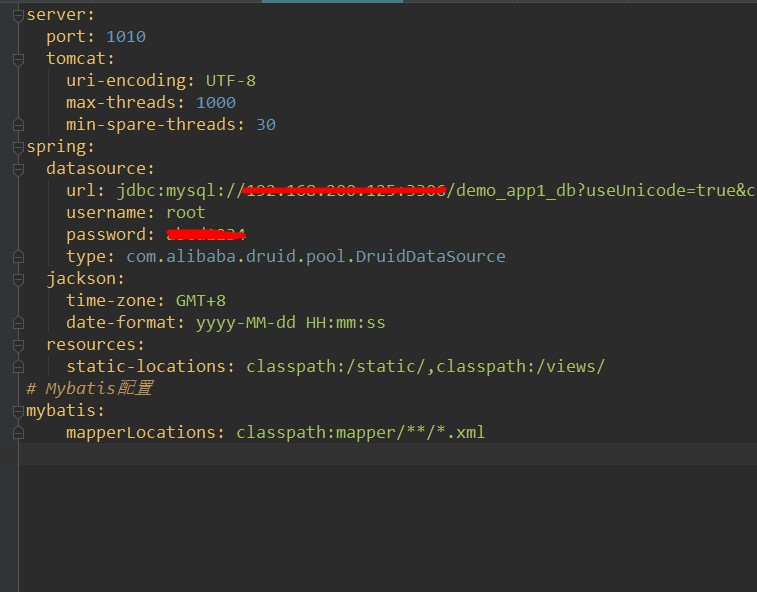 server:
port: 1010
tomcat:
uri-encoding: UTF-8
max-threads: 1000
min-spare-threads: 30
spring:
datasource:
url: jdbc:mysql:///demo_app1_db?useUnicode=true&c
username: root
password:
type: com.alibaba.druid.pool.DruidDataSource
jackson:
time-zone: GMT+8
date-format: yyyy-MM-dd HH:mm:ss
resources:
static-locations: classpath:/static/,classpath:/views/
# Mybatis配置
mybatis:
mapperLocations: classpath:mapper/**/*.xml